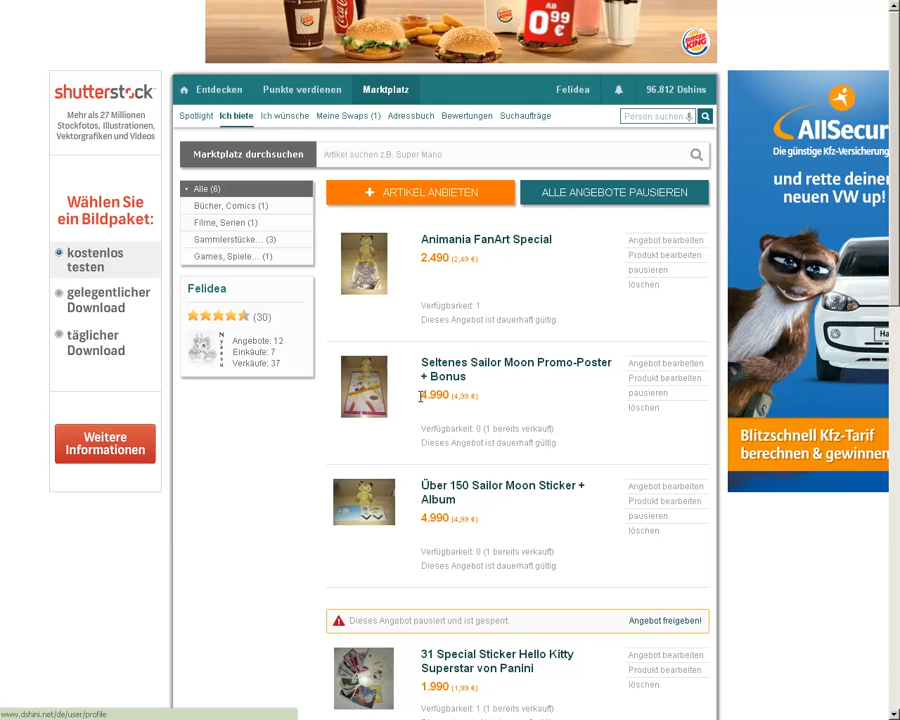 AB
0.99
€
BURGER
KING
shutterstock
Mehr als 27 Millionen
Stockfotos, Illustrationen,
Vektorgrafiken und Videos
Wählen Sie
ein Bildpaket:
kostenlos
testen
gelegentlicher
Download
täglicher
Download
Weitere
Informationen
Entdecken Punkte verdienen Marktplatz Felidea 96.812 Dshins
Spotlight Ich biete Ich wünsche Meine Swaps (1) Adressbuch Bewertungen Suchaufträge Person suchen
Marktplatz durchsuchen Artikel suchen z.B. Super Mario
Alle (6)
Bücher, Comics (1)
Filme, Serien (1)
Sammlerstücke... (3)
Games, Spiele... (1)
Felidea
(30)
Angebote: 12
Einkäufe: 7
Verkäufe: 37
+ ARTIKEL ANBIETEN ALLE ANGEBOTE PAUSIEREN
Animania FanArt Special
2.490 (2,49 €)
Verfügbarkeit: 1
Dieses Angebot ist dauerhaft gültig.
Angebot bearbeiten
Produkt bearbeiten
pausieren
löschen
Seltenes Sailor Moon Promo-Poster
+ Bonus
4.990 (4,99 €)
Verfügbarkeit: 0 (1 bereits verkauft)
Dieses Angebot ist dauerhaft gültig.
Angebot bearbeiten
Produkt bearbeiten
pausieren
löschen
Über 150 Sailor Moon Sticker +
Album
4.990 (4,99 €)
Verfügbarkeit: 0 (1 bereits verkauft)
Dieses Angebot ist dauerhaft gültig.
Angebot bearbeiten
Produkt bearbeiten
pausieren
löschen
Dieses Angebot pausiert und ist gesperrt. Angebot freigeben!
31 Special Sticker Hello Kitty
Superstar von Panini
1.990 (1,99 €)
Verfügbarkeit: 1 (1 bereits verkauft)
Angebot bearbeiten
Produkt bearbeiten
löschen
AllSecur
Die günstige Kfz-Versicherung
und rette deinen
neuen VW up!
Blitzschnell Kfz-Tarif
berechnen & gewinnen
www.dshini.net/de/user/profile